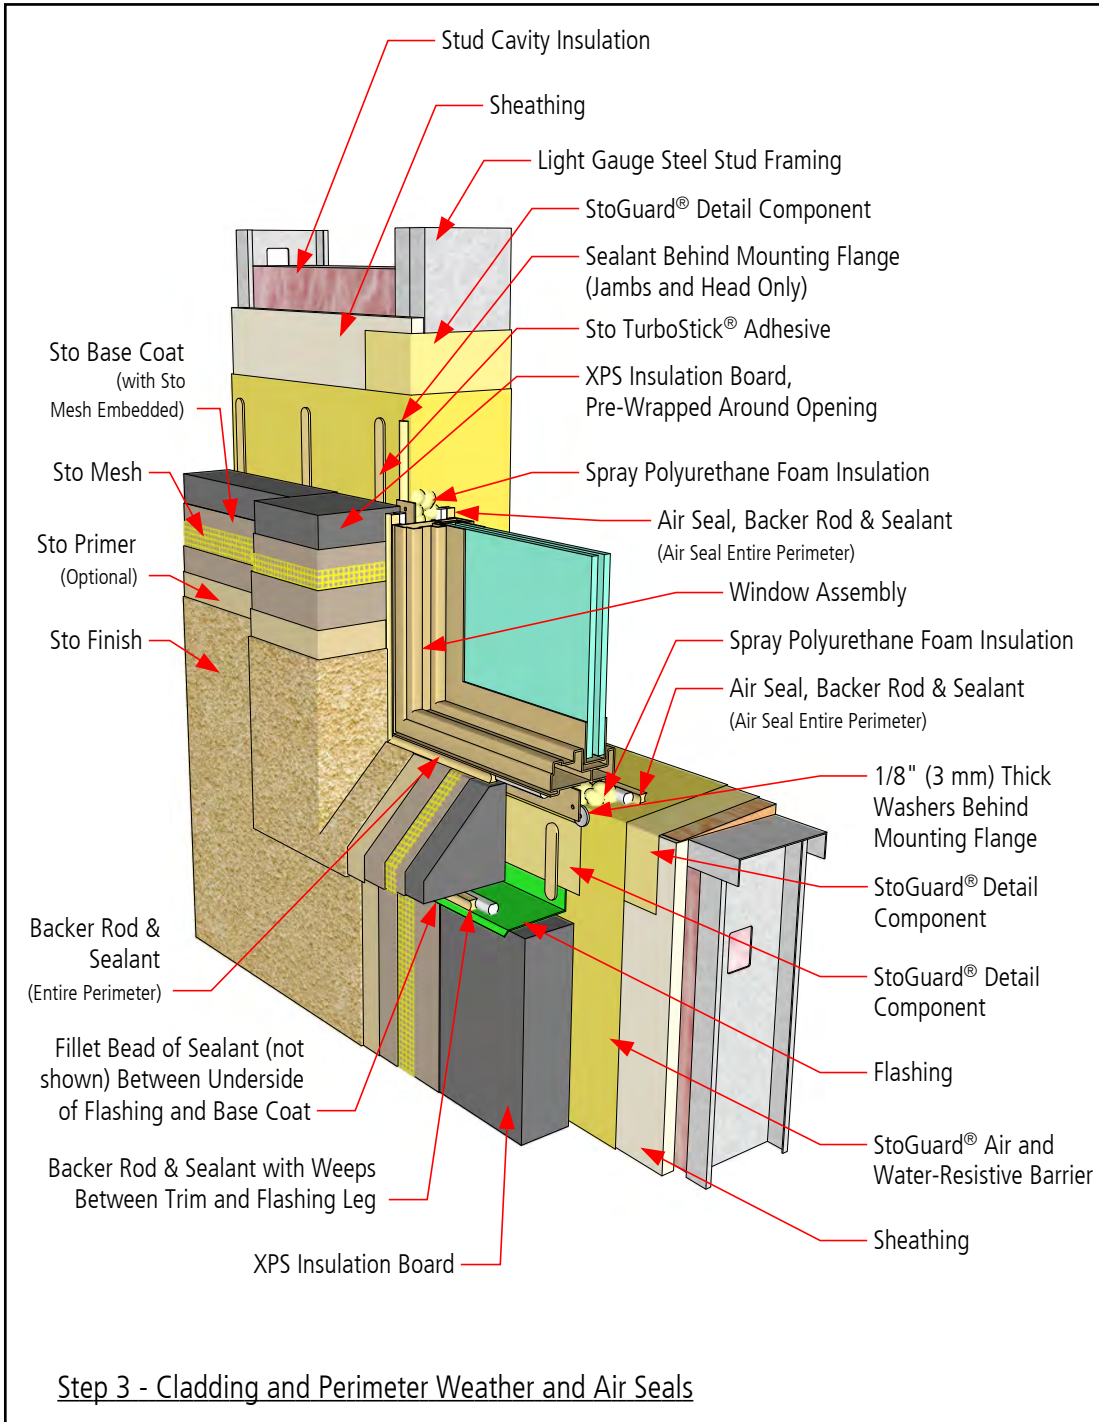 Stud Cavity Insulation
Sheathing
Light Gauge Steel Stud Framing
StoGuard® Detail Component
Sealant Behind Mounting Flange
(Jambs and Head Only)
Sto TurboStick® Adhesive
XPS Insulation Board,
Pre-Wrapped Around Opening
Spray Polyurethane Foam Insulation
Air Seal, Backer Rod & Sealant
(Air Seal Entire Perimeter)
Window Assembly
Spray Polyurethane Foam Insulation
Air Seal, Backer Rod & Sealant
(Air Seal Entire Perimeter)
1/8" (3 mm) Thick
Washers Behind
Mounting Flange
StoGuard® Detail
Component
StoGuard® Detail
Component
Flashing
StoGuard® Air and
Water-Resistive Barrier
Sheathing
Sto Base Coat
(with Sto
Mesh Embedded)
Sto Mesh
Sto Primer
(Optional)
Sto Finish
Backer Rod &
Sealant
(Entire Perimeter)
Fillet Bead of Sealant (not
shown) Between Underside
of Flashing and Base Coat
Backer Rod & Sealant with Weeps
Between Trim and Flashing Leg
XPS Insulation Board
Step 3 - Cladding and Perimeter Weather and Air Seals